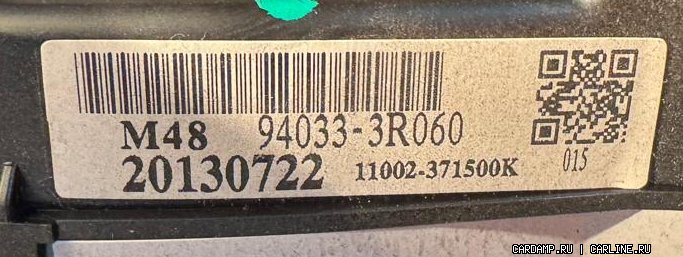 M48 94033-3R060
20130722 11002-371500K
015
CARDAMP.RU | CARLINE.RU